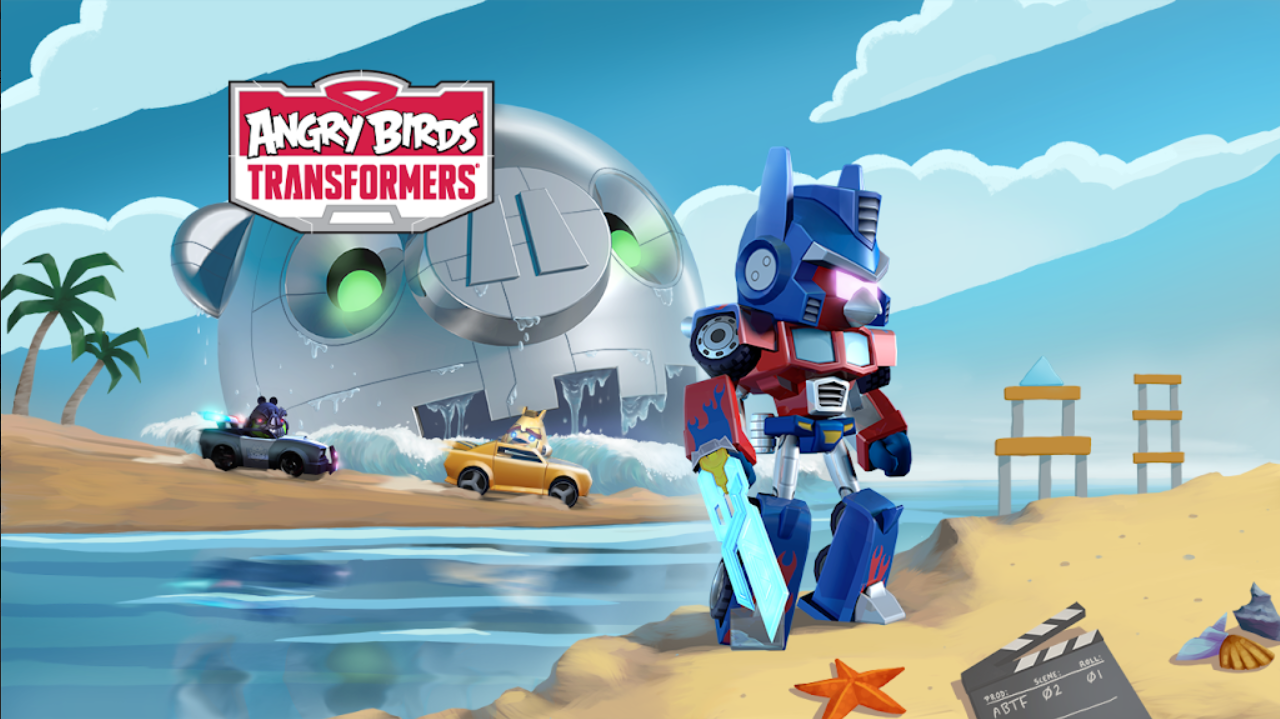 ANGRY BIRDS
TRANSFORMERS
PROD: SCENE: ROLL:
ABTF 02 01